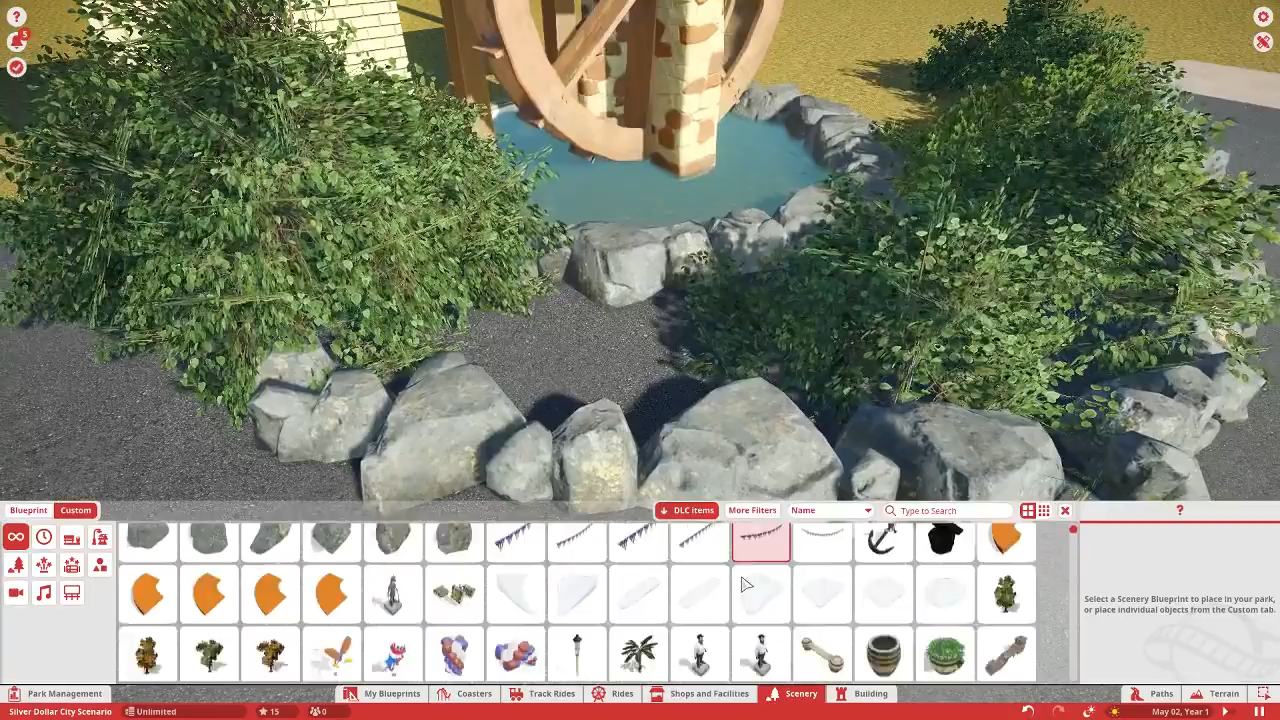 ?
5
Blueprint Custom DLC items More Filters Name Type to Search ?
Select a Scenery Blueprint to place in your park,
or place individual objects from the Custom tab.
Park Management My Blueprints Coasters Track Rides Rides Shops and Facilities Scenery Building Paths Terrain
Silver Dollar City Scenario Unlimited 15 0 May 02, Year 1